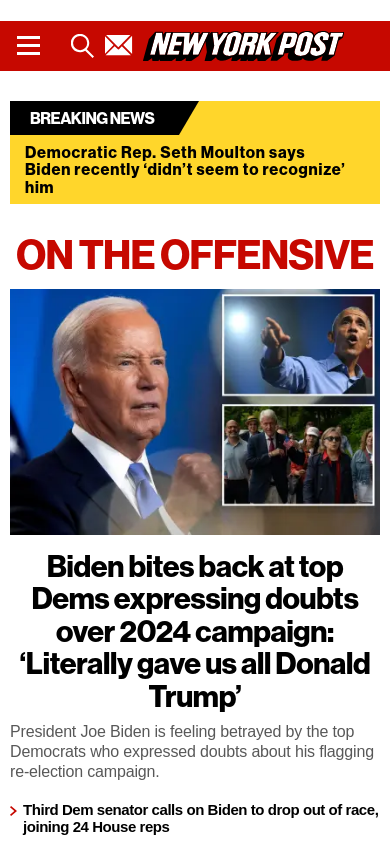 NEW YORK POST
BREAKING NEWS
Democratic Rep. Seth Moulton says
Biden recently ‘didn’t seem to recognize’
him
ON THE OFFENSIVE
Biden bites back at top
Dems expressing doubts
over 2024 campaign:
‘Literally gave us all Donald
Trump’
President Joe Biden is feeling betrayed by the top
Democrats who expressed doubts about his flagging
re-election campaign.
Third Dem senator calls on Biden to drop out of race,
joining 24 House reps